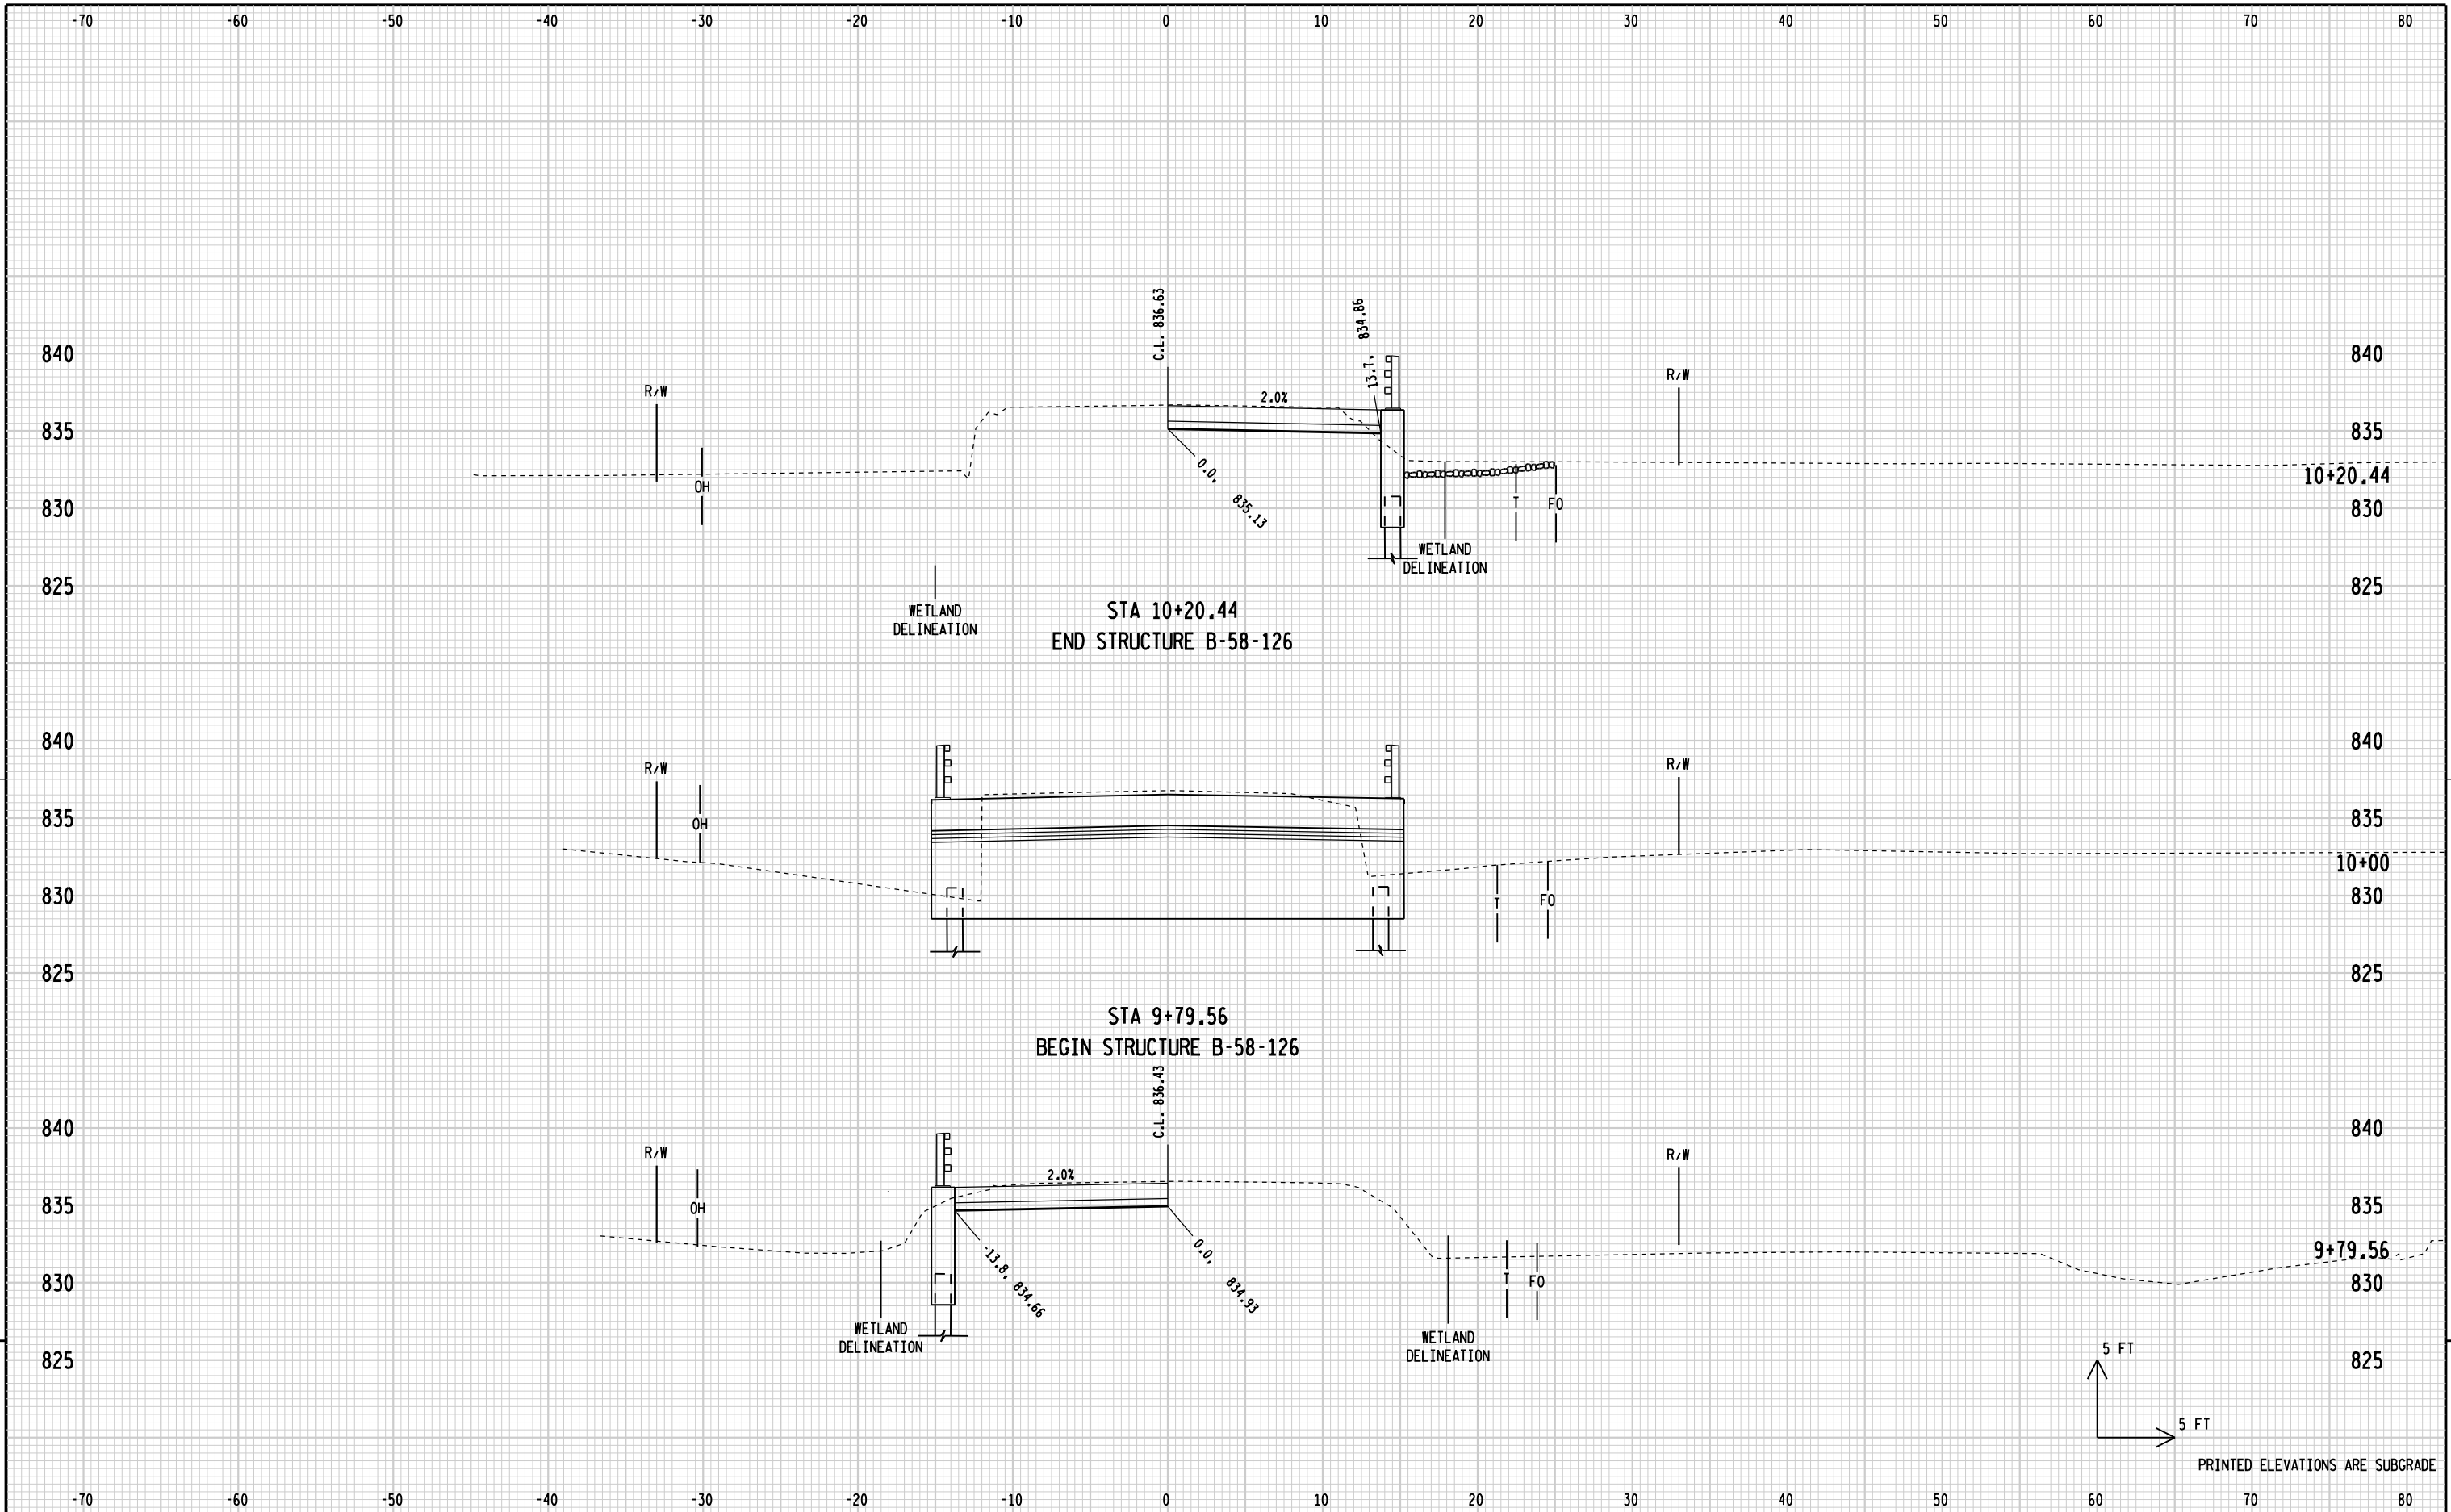 -70 -60 -50 -40 -30 -20 -10 0 10 20 30 40 50 60 70 80
C.L. 836.63
13.7, 834.86
840 840
R/W R/W
2.0%
835 835
0.0, 835.13
10+20.44
OH T FO
830 830
WETLAND
DELINEATION
825 825
WETLAND
DELINEATION
STA 10+20.44
END STRUCTURE B-58-126
840 840
R/W R/W
835 835
OH
10+00
830 830
T FO
825 825
STA 9+79.56
BEGIN STRUCTURE B-58-126
C.L. 836.43
840 840
R/W R/W
2.0%
835 835
OH
9+79.56
-13.8, 834.66
0.0, 834.93
T FO
830 830
WETLAND
DELINEATION
WETLAND
DELINEATION
825 825
5 FT
5 FT
PRINTED ELEVATIONS ARE SUBGRADE
-70 -60 -50 -40 -30 -20 -10 0 10 20 30 40 50 60 70 80